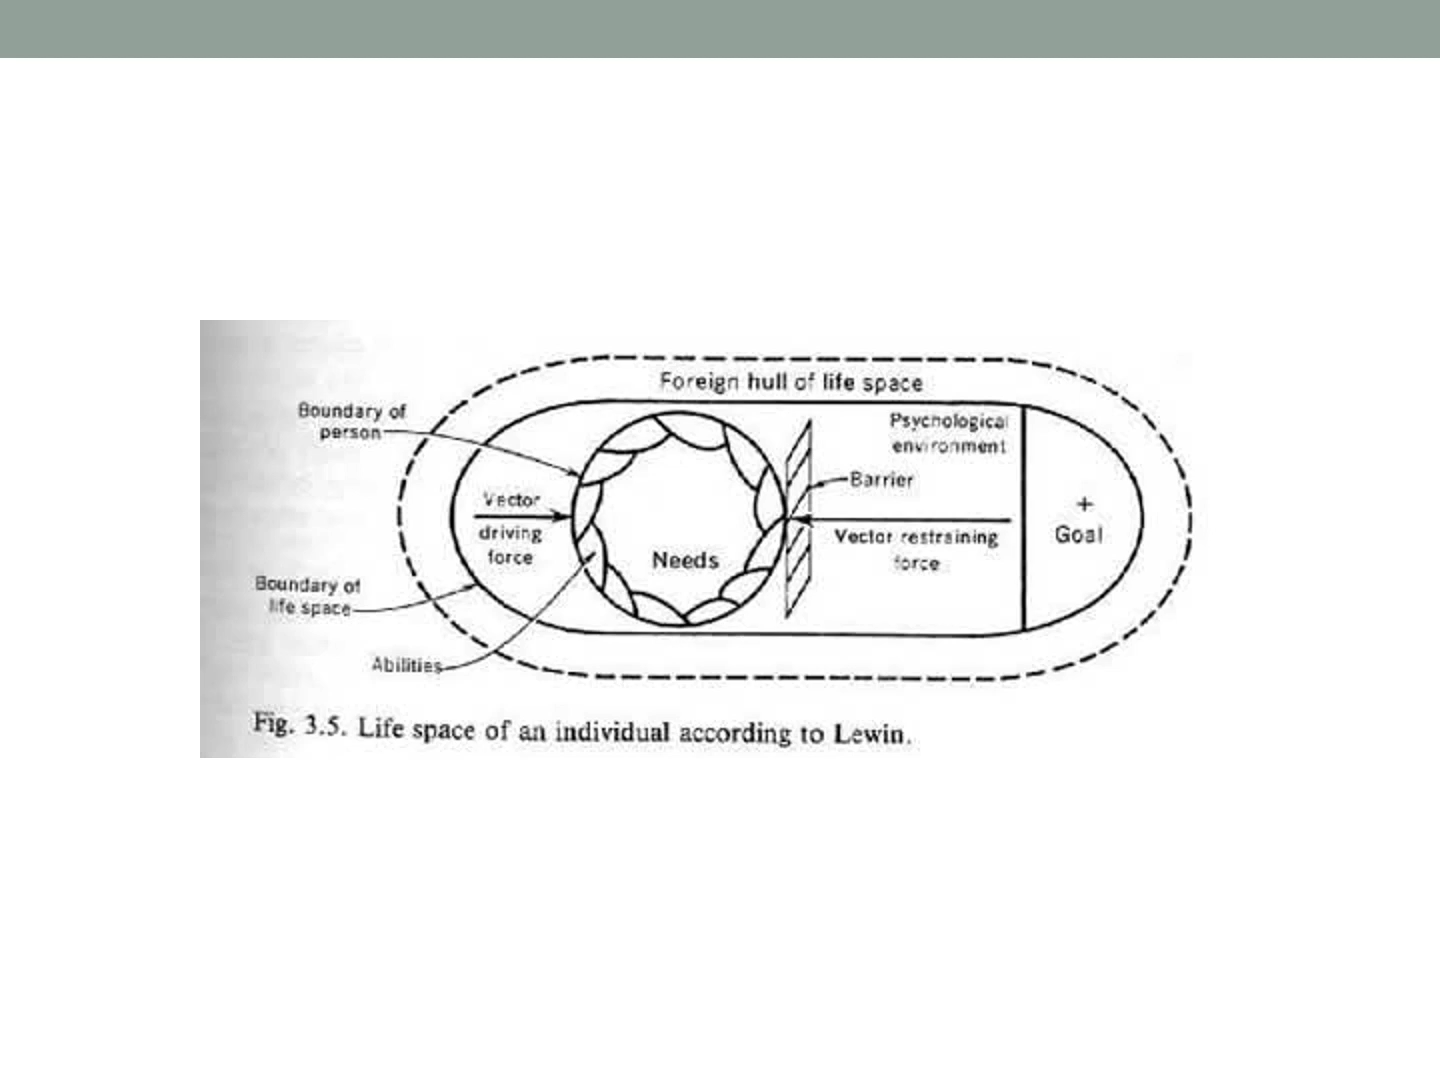 Foreign hull of life space
Boundary of
person
Psychological
environment
Barrier
Vector
driving
force
+
Goal
Vector restraining
force
Needs
Boundary of
life space
Abilities
Fig. 3.5. Life space of an individual according to Lewin.